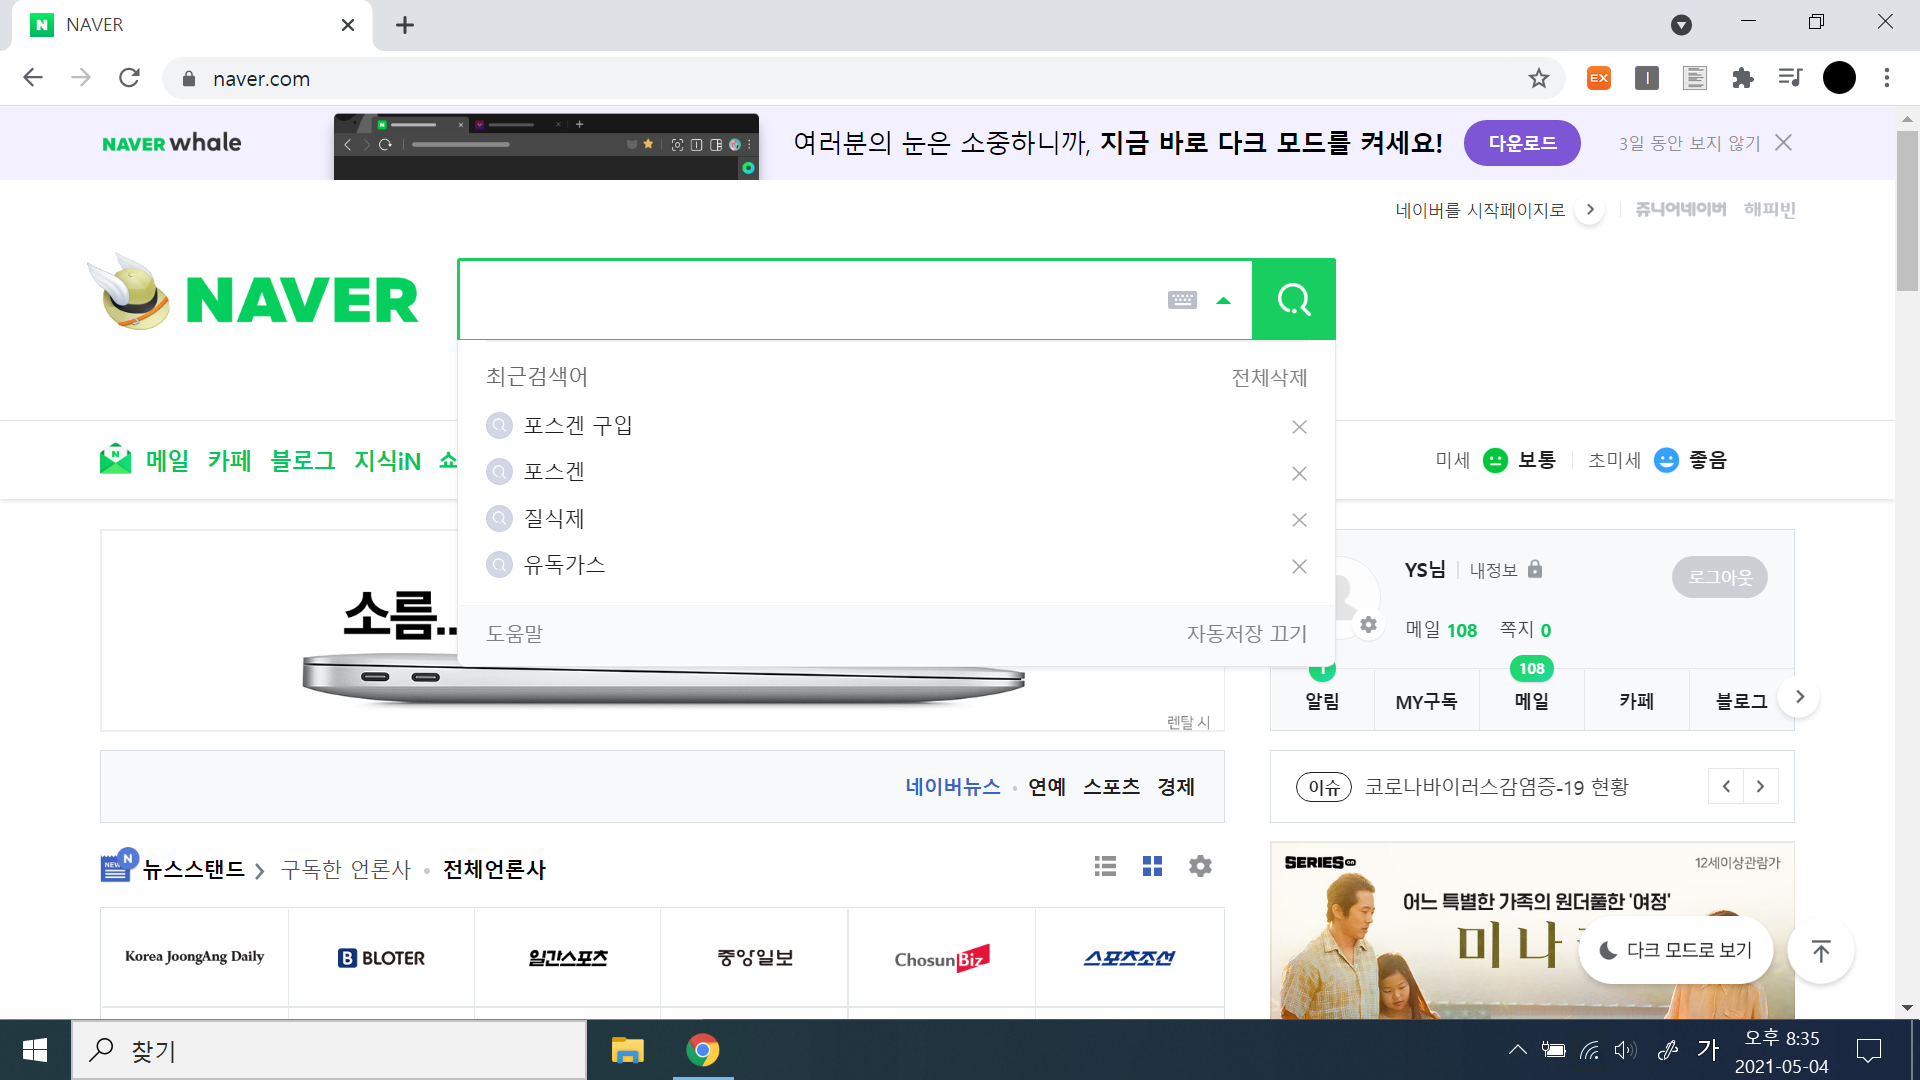 NAVER
naver.com
EX
NAVER whale
여러분의 눈은 소중하니까, 지금 바로 다크 모드를 켜세요!
다운로드
3일 동안 보지 않기
네이버를 시작페이지로
쥬니어네이버
해피빈
NAVER
최근검색어
전체삭제
포스겐 구입
포스겐
질식제
유독가스
도움말
자동저장 끄기
메일 카페 블로그 지식iN 쇼
미세 보통 초미세 좋음
소름..
렌탈 시
YS님 내정보
로그아웃
메일 108 쪽지 0
1
108
알림 MY구독 메일 카페 블로그
네이버뉴스 연예 스포츠 경제
이슈 코로나바이러스감염증-19 현황
NEW N
뉴스스탠드 구독한 언론사 전체언론사
Korea JoongAng Daily
BLOTER
일간스포츠
중앙일보
ChosunBiz
스포츠조선
SERIES on
12세이상관람가
어느 특별한 가족의 원더풀한 '여정'
미나
다크 모드로 보기
찾기
가
오후 8:35
2021-05-04